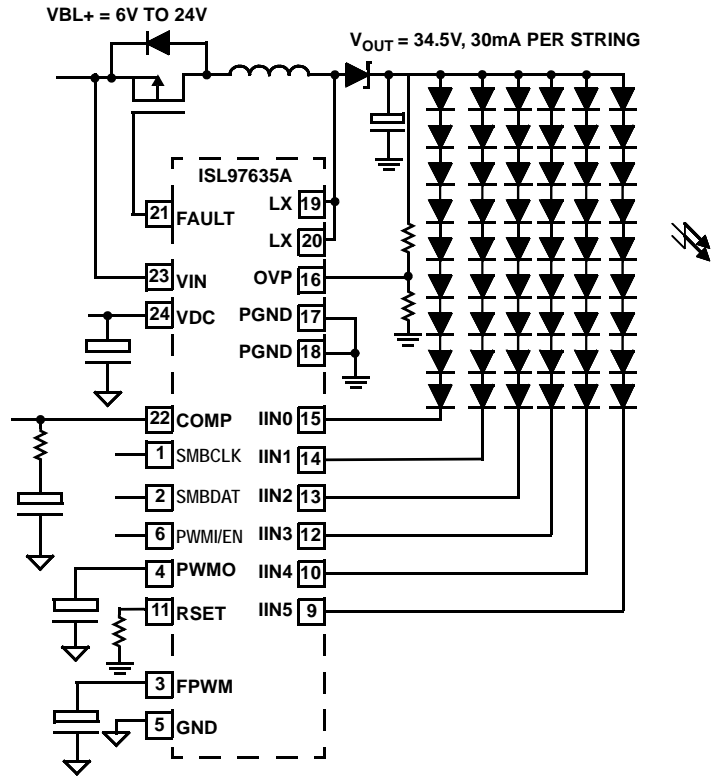 VBL+ = 6V TO 24V
VOUT = 34.5V, 30mA PER STRING
ISL97635A
21 FAULT
LX 19
LX 20
23 VIN
OVP 16
24 VDC
PGND 17
PGND 18
22 COMP
IIN0 15
1 SMBCLK
IIN1 14
2 SMBDAT
IIN2 13
6 PWMI/EN
IIN3 12
4 PWMO
IIN4 10
11 RSET
IIN5 9
3 FPWM
5 GND